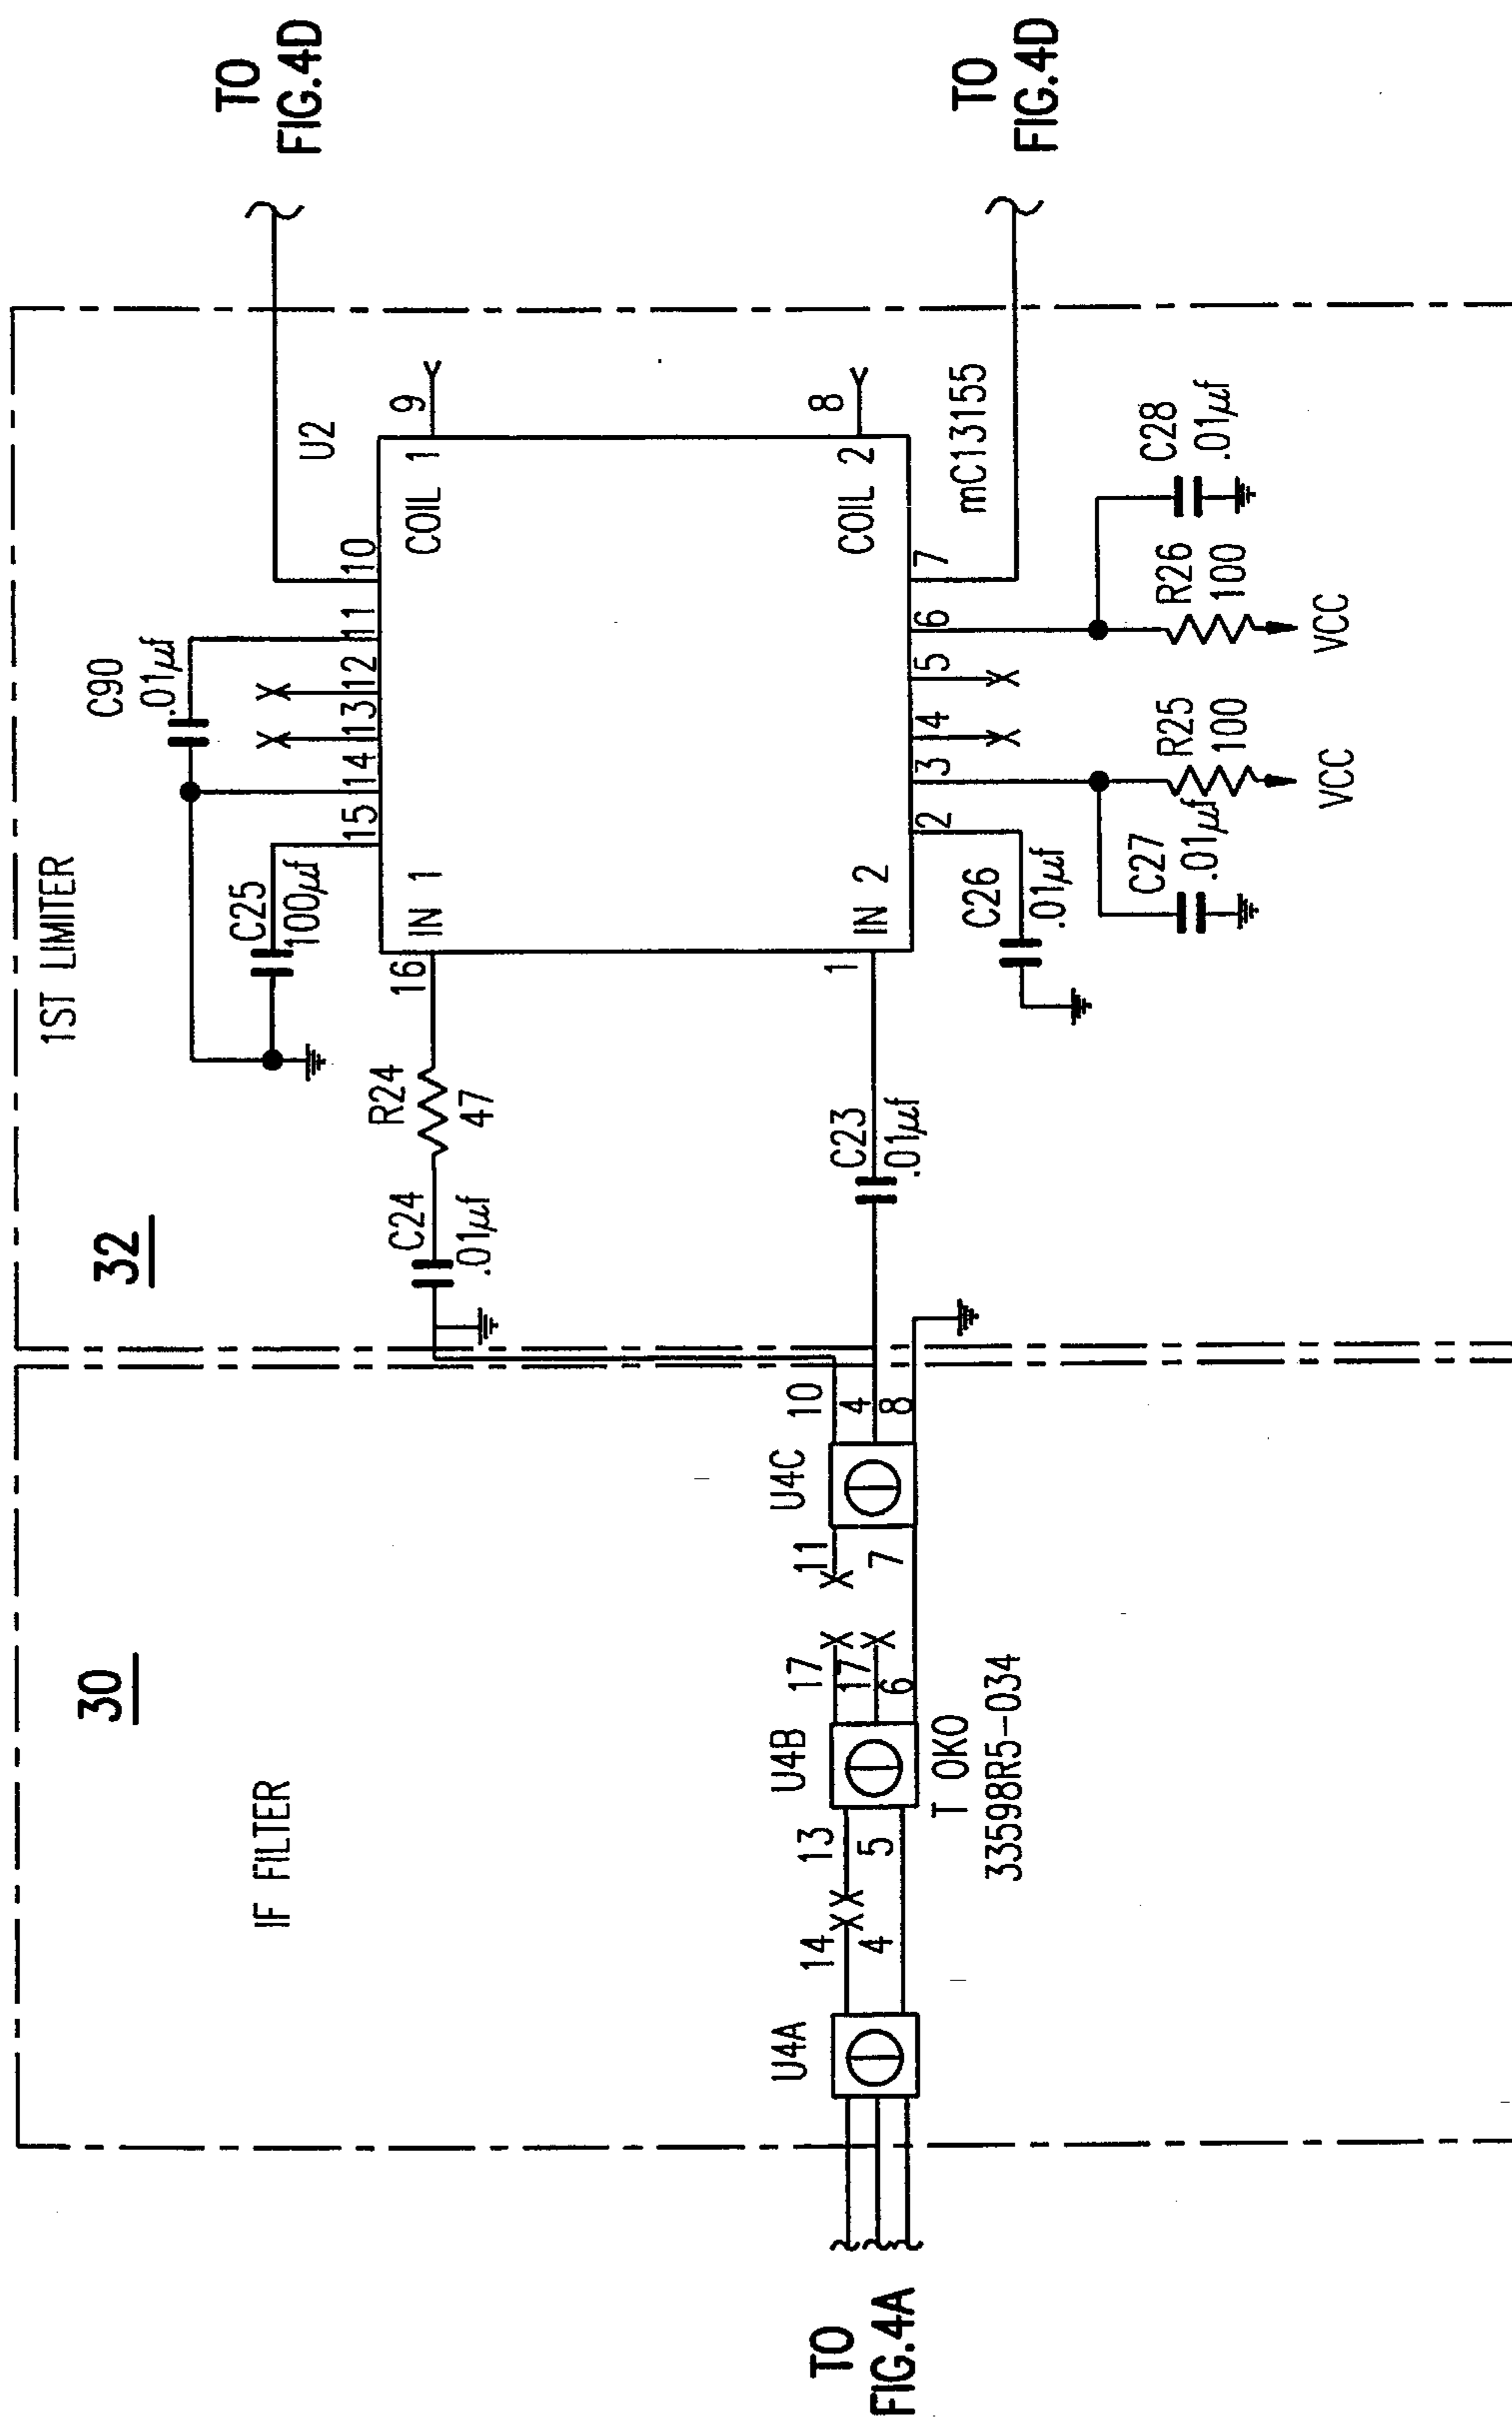 TO
FIG.4A
30
IF FILTER
U4A
14
4
13
5
U4B
17
17
6
T OKO
33598R5-034
11
7
U4C
10
4
8
32
1ST LIMITER
C24
.01µf
R24
47
C23
.01µf
C25
100µf
C90
.01µf
16
IN 1
1
IN 2
15
14
13
12
11
10
U2
COIL 1
9
COIL 2
8
2
3
4
5
6
7
mC13155
C26
.01µf
C27
.01µf
R25
100
VCC
R26
100
VCC
C28
.01µf
TO
FIG.4D
TO
FIG.4D